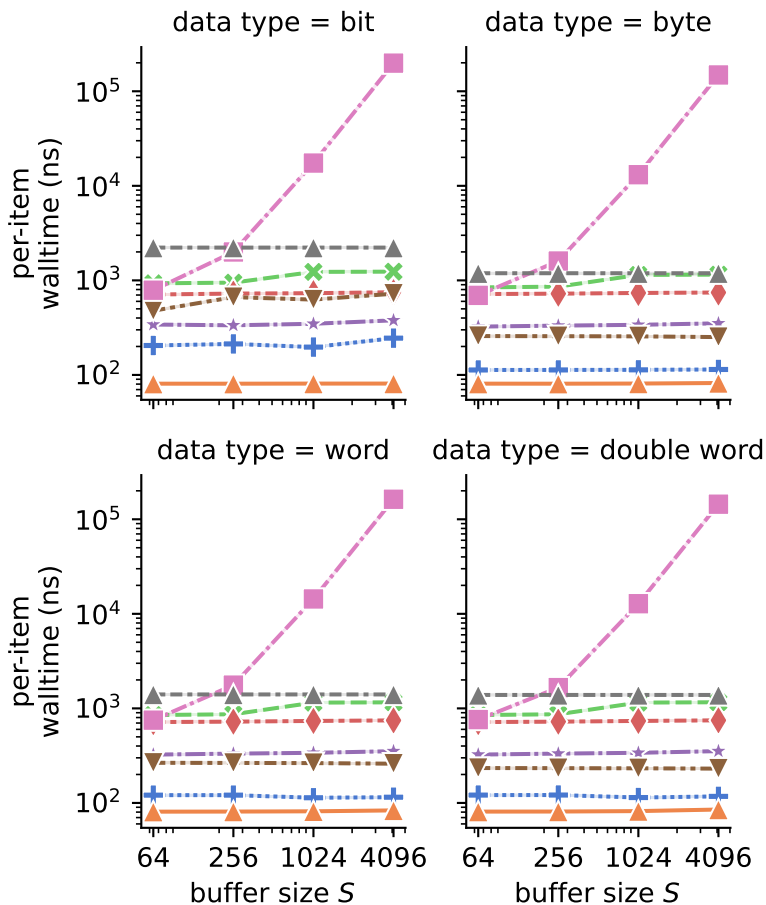 data type = bit
data type = byte
per-item
walltime (ns)
10^5
10^4
10^3
10^2
data type = word
data type = double word
per-item
walltime (ns)
10^5
10^4
10^3
10^2
64 256 1024 4096
64 256 1024 4096
buffer size S
buffer size S